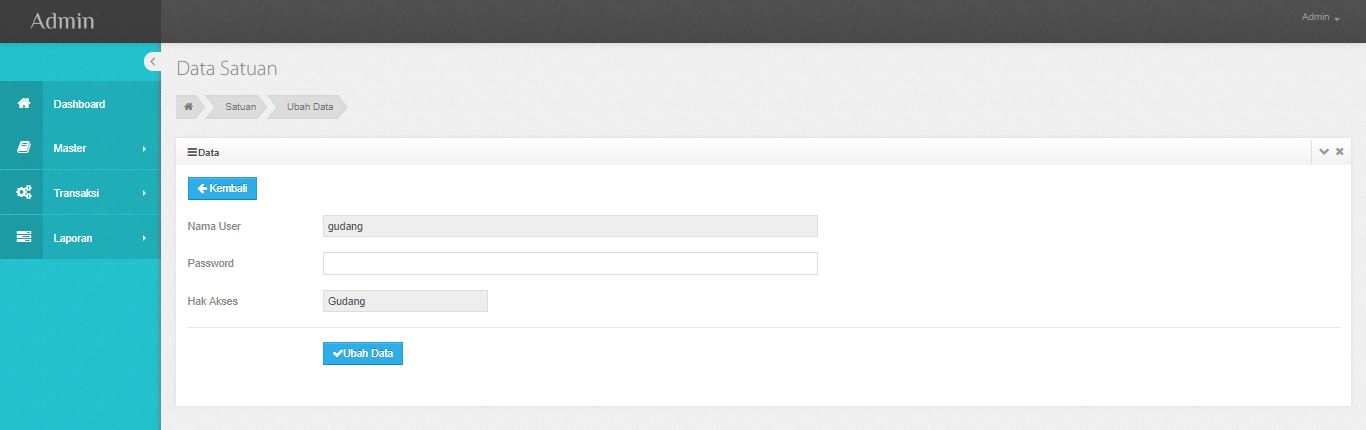 Admin
Admin
Data Satuan
Satuan
Ubah Data
Dashboard
Master
Transaksi
Laporan
Data
Kembali
Nama User
gudang
Password
Hak Akses
Gudang
Ubah Data